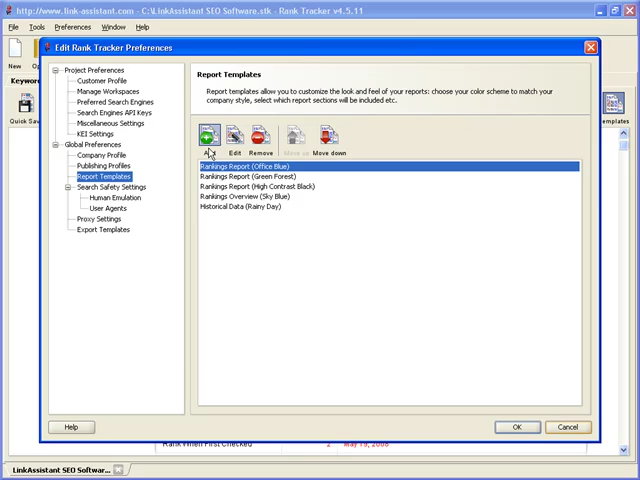 http://www.link-assistant.com - C:\LinkAssistant SEO Software.stk - Rank Tracker v4.5.11
File Tools Preferences Window Help
Edit Rank Tracker Preferences
New
Project Preferences
Customer Profile
Manage Workspaces
Preferred Search Engines
Search Engines API Keys
Miscellaneous Settings
KEI Settings
Global Preferences
Company Profile
Publishing Profiles
Report Templates
Search Safety Settings
Human Emulation
User Agents
Proxy Settings
Export Templates
Report Templates
Report templates allow you to customize the look and feel of your reports: choose your color scheme to match your
company style, select which report sections will be included etc.
Add Edit Remove Move up Move down
Rankings Report (Office Blue)
Rankings Report (Green Forest)
Rankings Report (High Contrast Black)
Rankings Overview (Sky Blue)
Historical Data (Rainy Day)
Help OK Cancel
Rank When First Checked 2 May 19, 2008
LinkAssistant SEO Softwar...